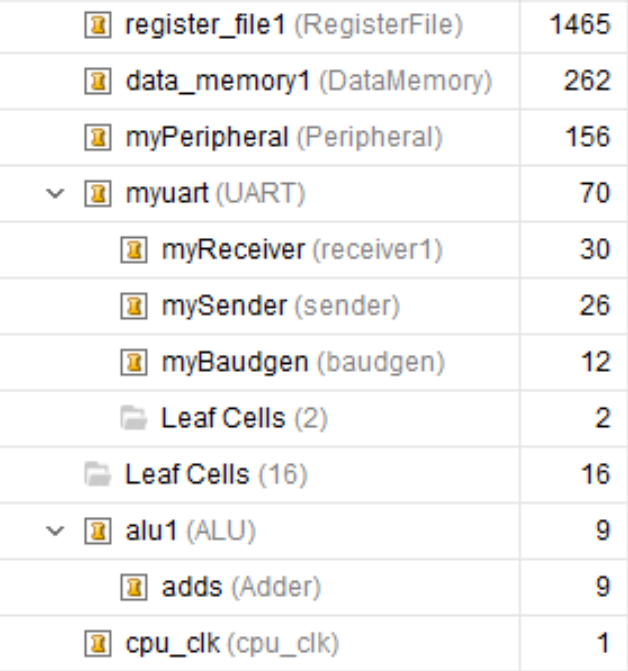 register_file1 (RegisterFile) 1465
data_memory1 (DataMemory) 262
myPeripheral (Peripheral) 156
myuart (UART) 70
myReceiver (receiver1) 30
mySender (sender) 26
myBaudgen (baudgen) 12
Leaf Cells (2) 2
Leaf Cells (16) 16
alu1 (ALU) 9
adds (Adder) 9
cpu_clk (cpu_clk) 1